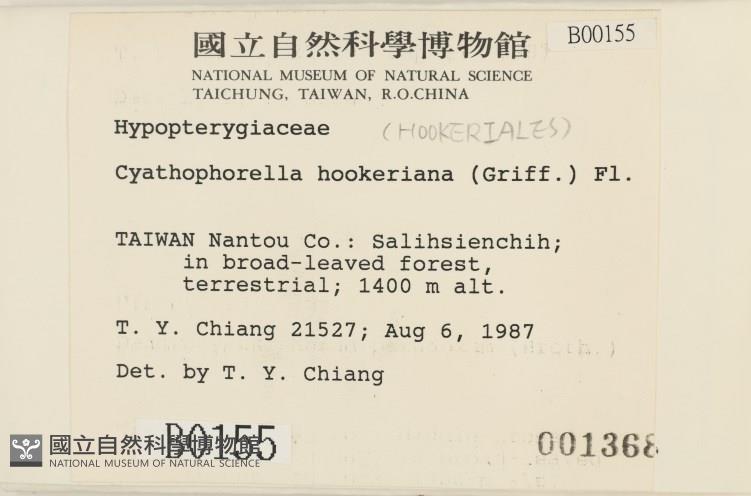 國立自然科學博物館
B00155
NATIONAL MUSEUM OF NATURAL SCIENCE
TAICHUNG, TAIWAN, R.O.CHINA
Hypopterygiaceae (HOOKERIALES)
Cyathophorella hookeriana (Griff.) Fl.
TAIWAN Nantou Co.: Salihsienchih;
in broad-leaved forest,
terrestrial; 1400 m alt.
T. Y. Chiang 21527; Aug 6, 1987
Det. by T. Y. Chiang
B0155
001368
國立自然科學博物館
NATIONAL MUSEUM OF NATURAL SCIENCE